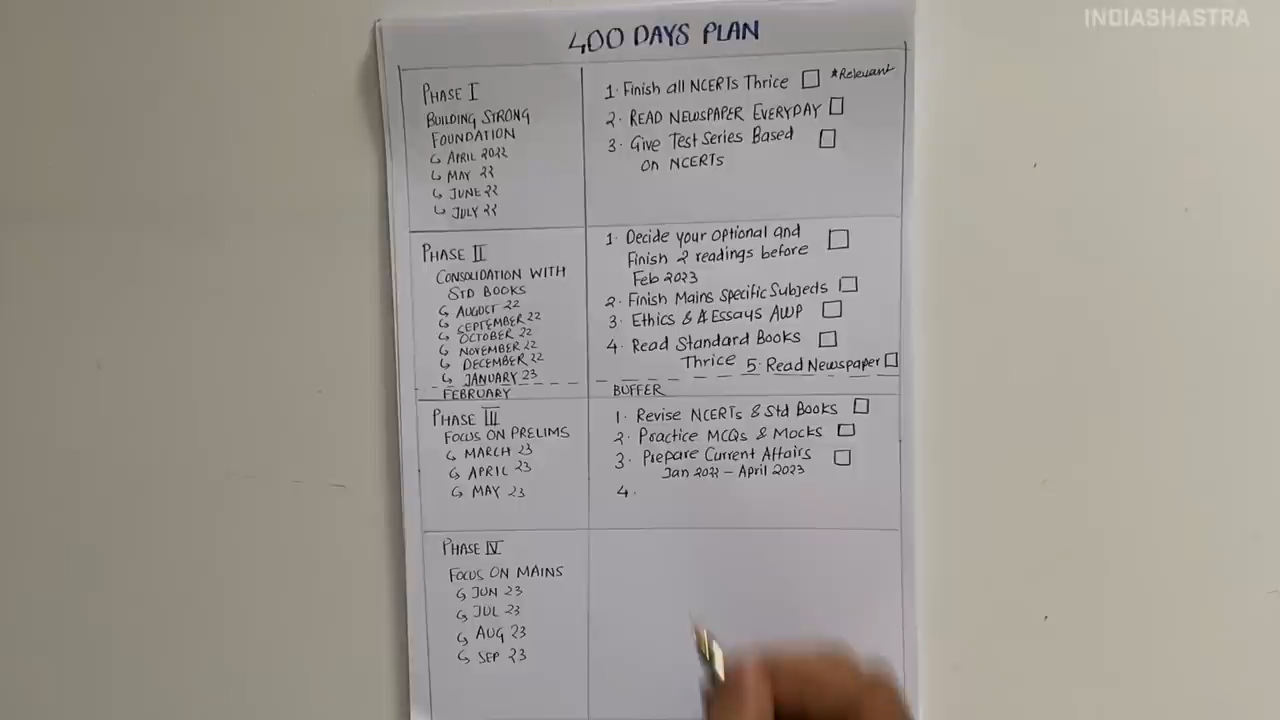 INDIASHASTRA
400 DAYS PLAN
PHASE I
BUILDING STRONG
FOUNDATION
↳ APRIL 2022
↳ MAY 22
↳ JUNE 22
↳ JULY 22
1. Finish all NCERTs Thrice *Relevant
2. READ NEWSPAPER EVERYDAY
3. Give Test Series Based
ON NCERTs
PHASE II
CONSOLIDATION WITH
STD BOOKS
↳ AUGUST 22
↳ SEPTEMBER 22
↳ OCTOBER 22
↳ NOVEMBER 22
↳ DECEMBER 22
↳ JANUARY 23
1. Decide your optional and
Finish 2 readings before
Feb 2023
2. Finish Mains Specific Subjects
3. Ethics & Essays AWP
4. Read Standard Books
Thrice 5. Read Newspaper
FEBRUARY BUFFER
PHASE III
FOCUS ON PRELIMS
↳ MARCH 23
↳ APRIL 23
↳ MAY 23
1. Revise NCERTs & Std Books
2. Practice MCQs & Mocks
3. Prepare Current Affairs
Jan 2022 - April 2023
4.
PHASE IV
FOCUS ON MAINS
↳ JUN 23
↳ JUL 23
↳ AUG 23
↳ SEP 23